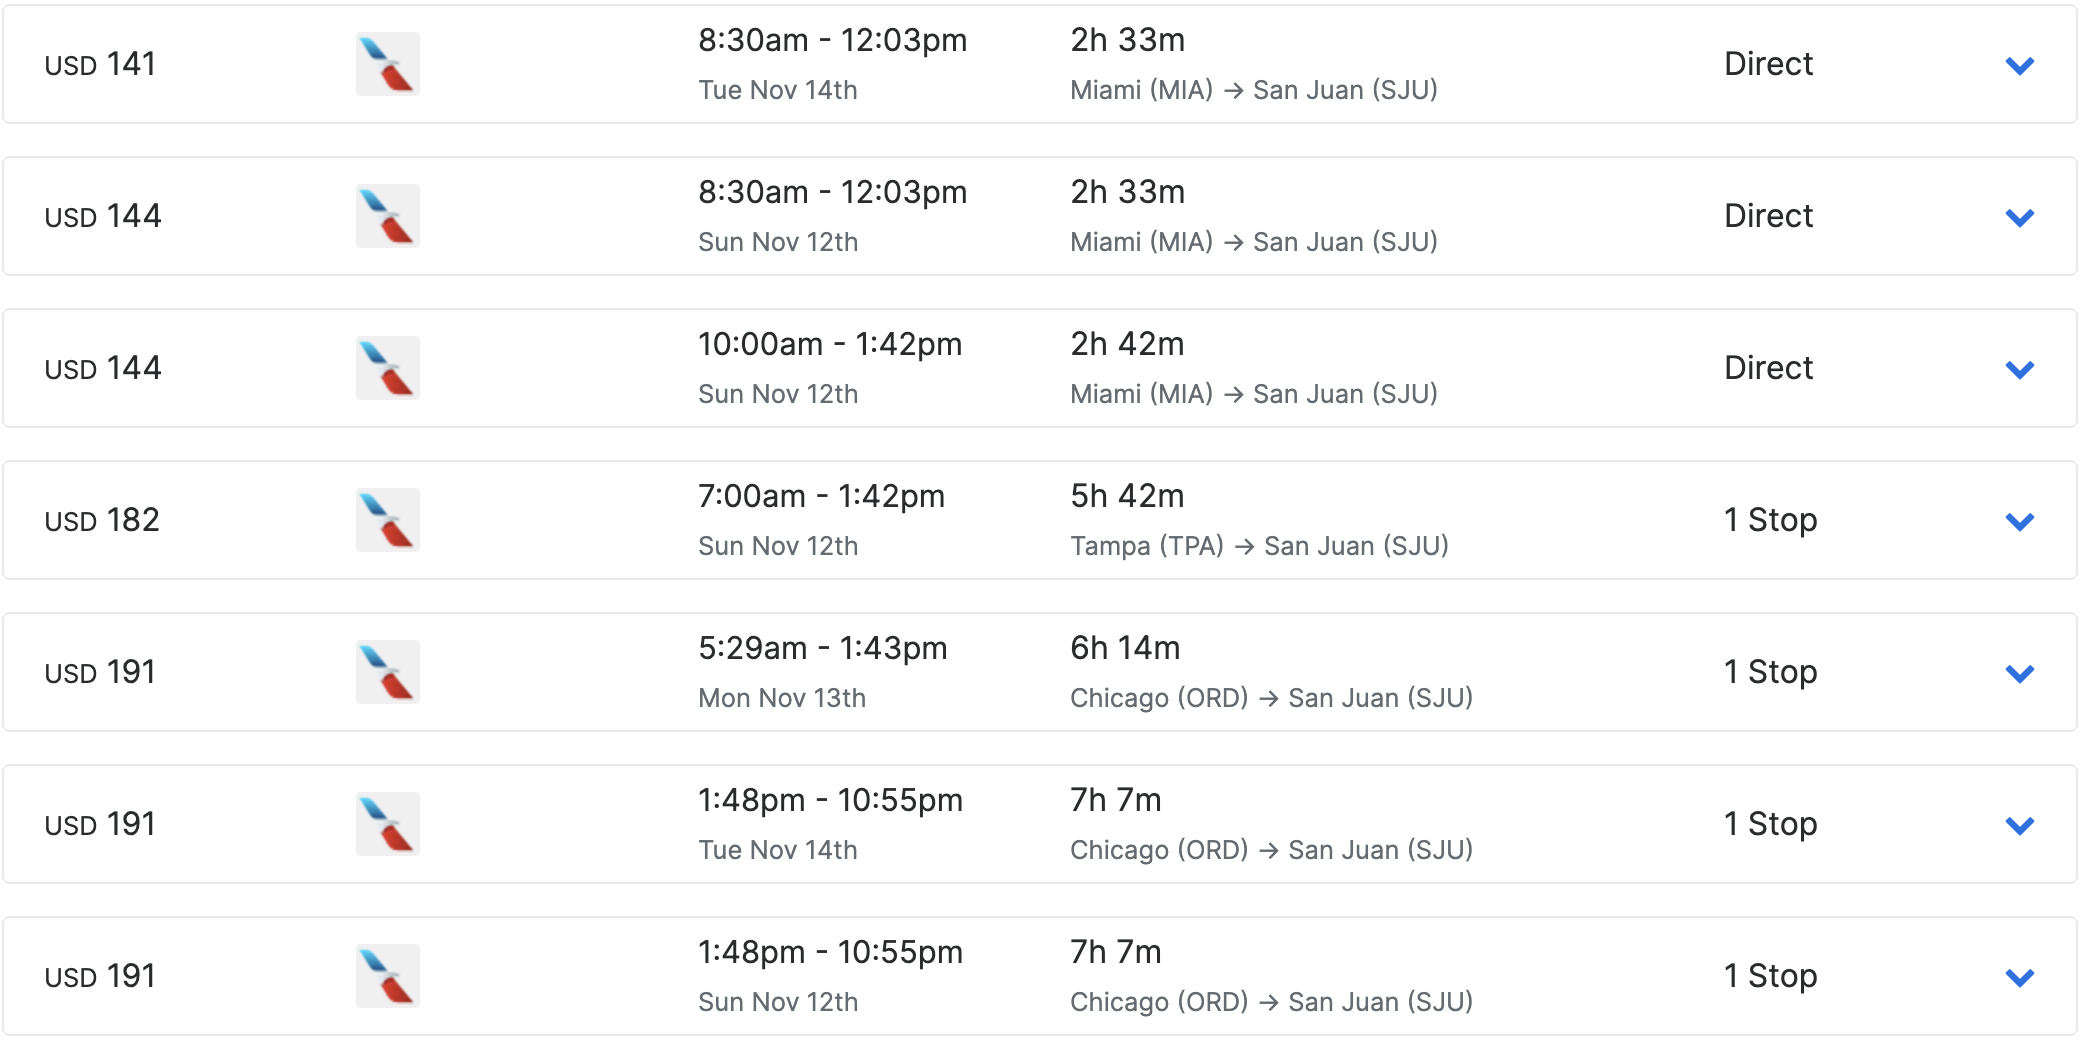 USD 141
8:30am - 12:03pm
Tue Nov 14th
2h 33m
Miami (MIA) → San Juan (SJU)
Direct
USD 144
8:30am - 12:03pm
Sun Nov 12th
2h 33m
Miami (MIA) → San Juan (SJU)
Direct
USD 144
10:00am - 1:42pm
Sun Nov 12th
2h 42m
Miami (MIA) → San Juan (SJU)
Direct
USD 182
7:00am - 1:42pm
Sun Nov 12th
5h 42m
Tampa (TPA) → San Juan (SJU)
1 Stop
USD 191
5:29am - 1:43pm
Mon Nov 13th
6h 14m
Chicago (ORD) → San Juan (SJU)
1 Stop
USD 191
1:48pm - 10:55pm
Tue Nov 14th
7h 7m
Chicago (ORD) → San Juan (SJU)
1 Stop
USD 191
1:48pm - 10:55pm
Sun Nov 12th
7h 7m
Chicago (ORD) → San Juan (SJU)
1 Stop